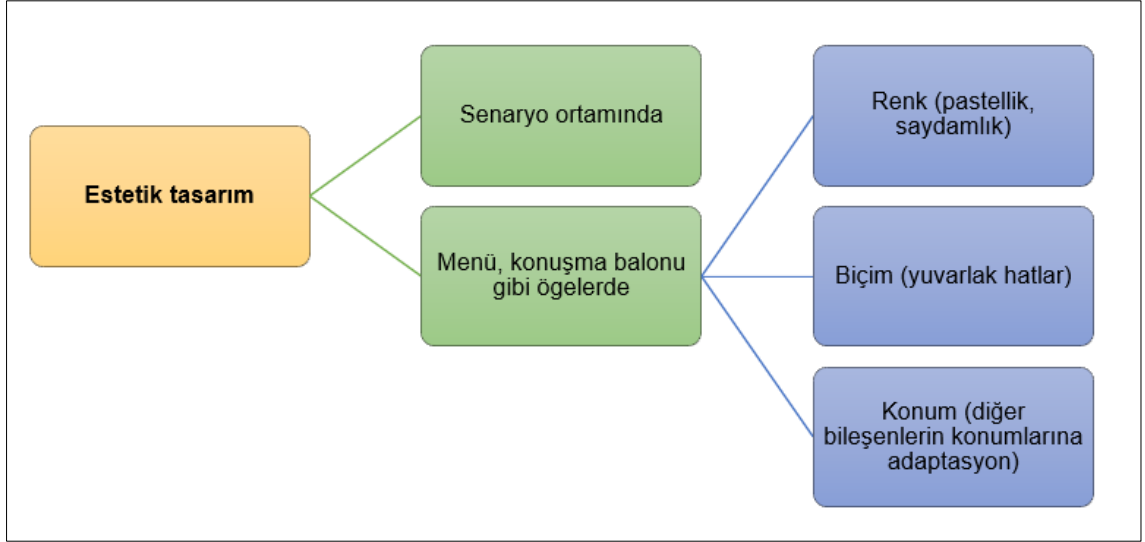 Estetik tasarım
Senaryo ortamında
Menü, konuşma balonu
gibi ögelerde
Renk (pastellik,
saydamlık)
Biçim (yuvarlak hatlar)
Konum (diğer
bileşenlerin konumlarına
adaptasyon)